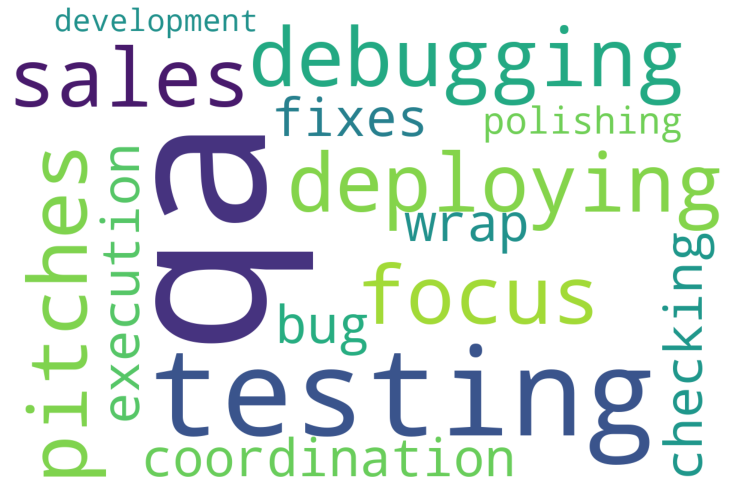 development
sales
debugging
fixes
polishing
pitches
execution
qa
deploying
wrap
focus
checking
bug
testing
coordination